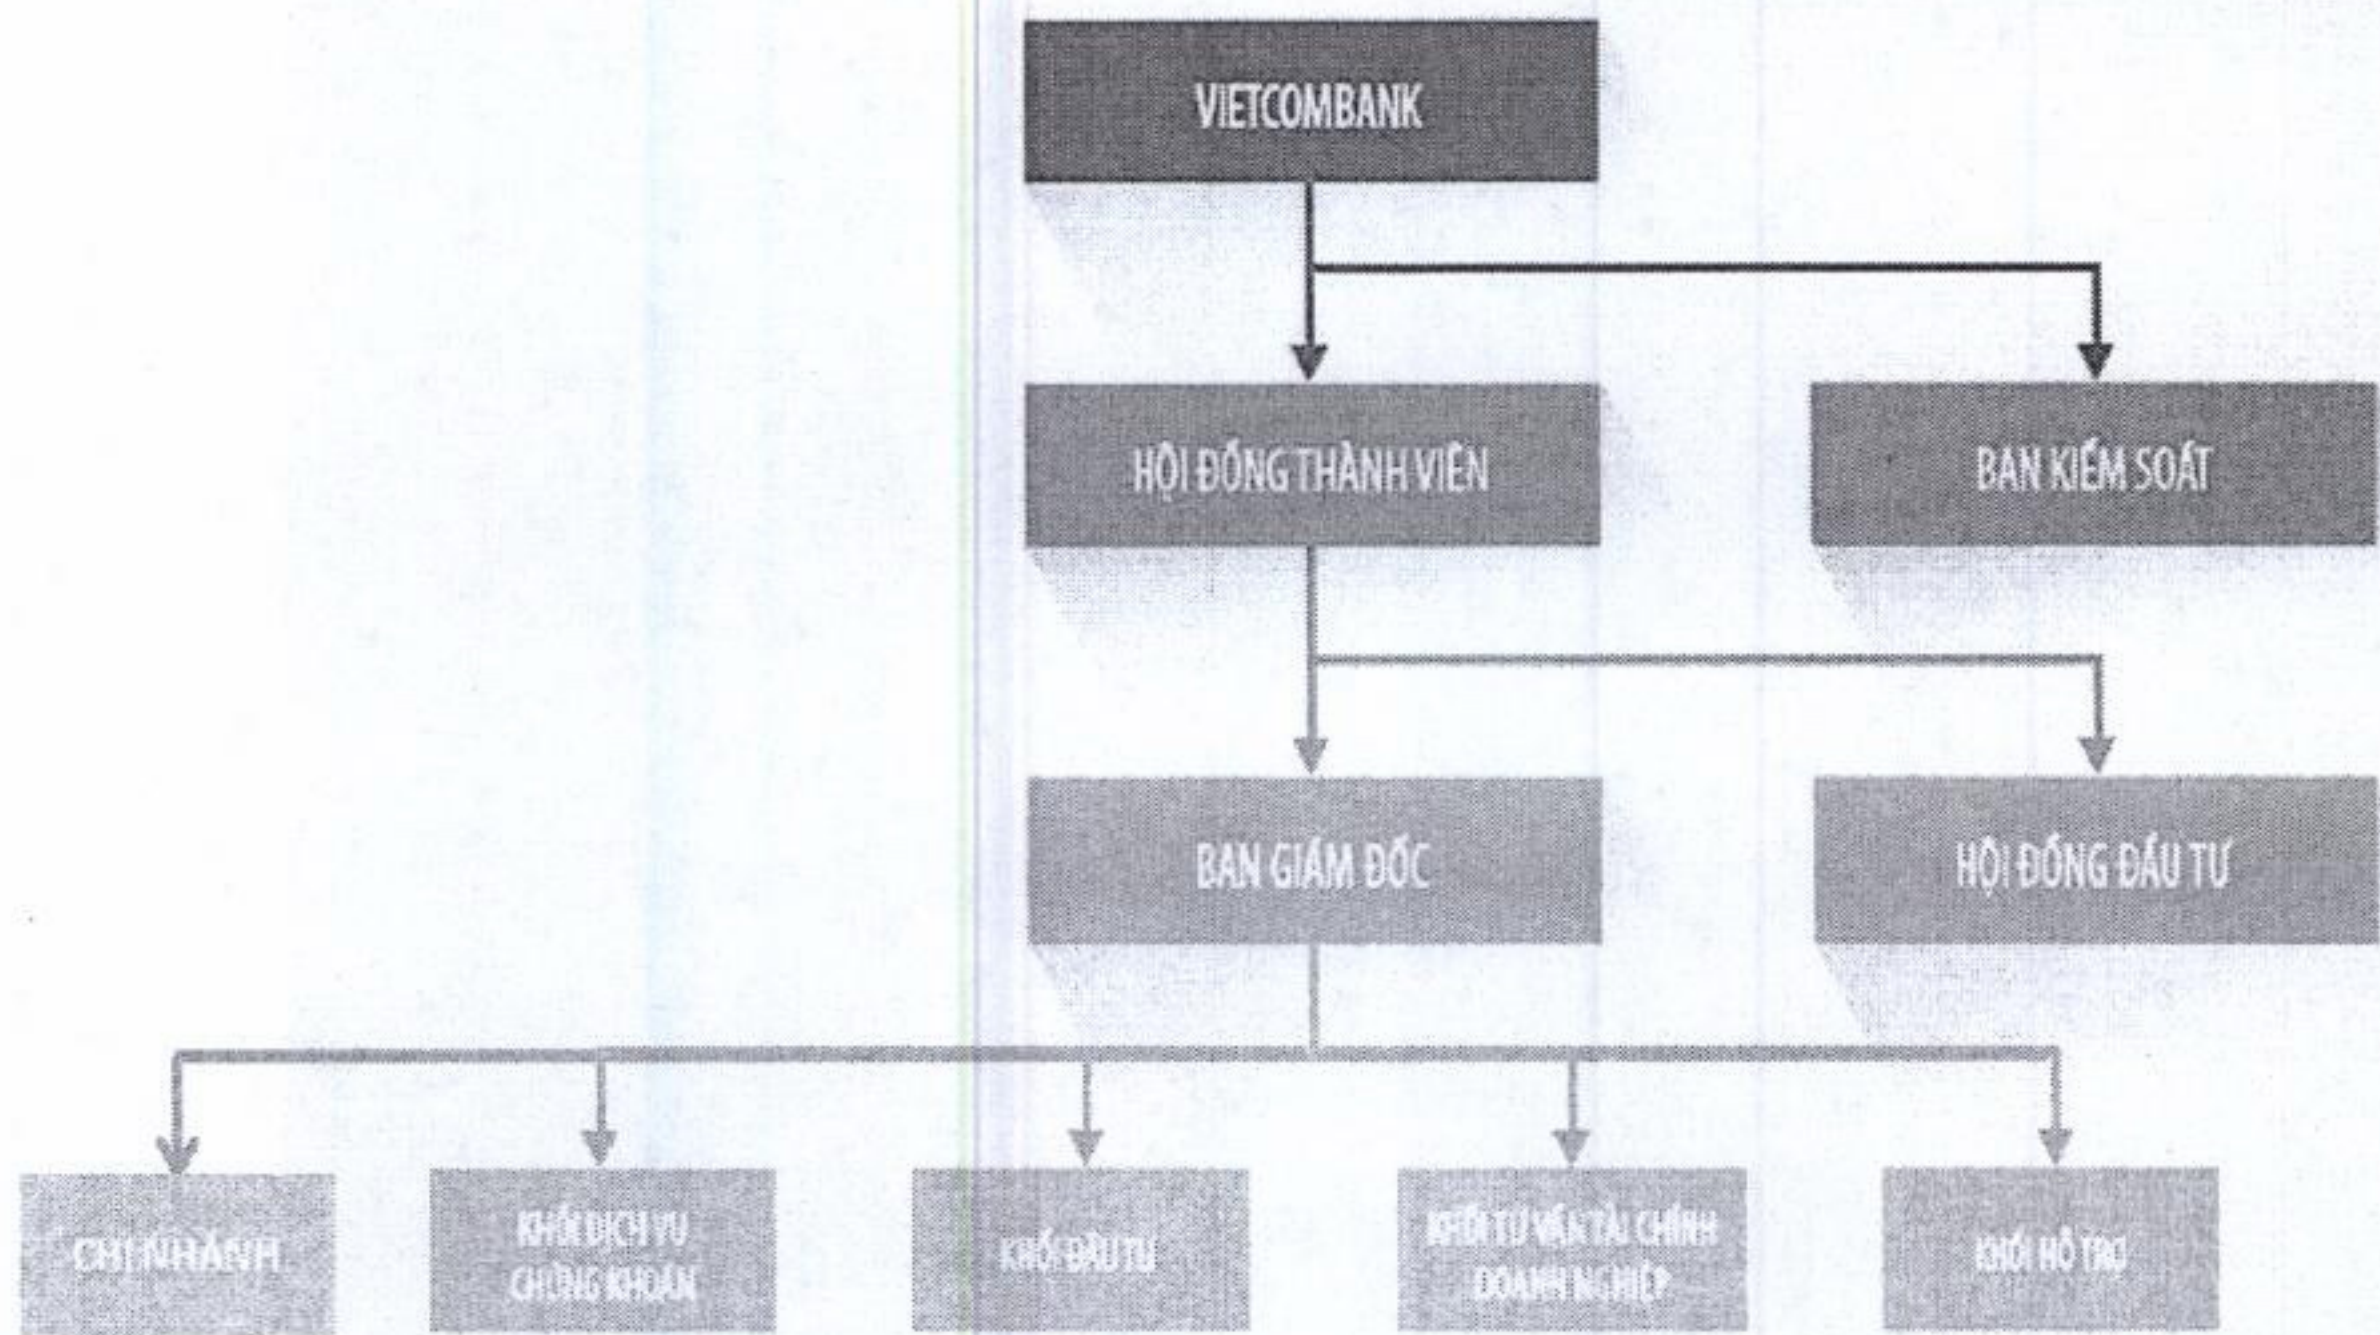 VIETCOMBANK
HỘI ĐỒNG THÀNH VIÊN
BAN KIỂM SOÁT
BAN GIÁM ĐỐC
HỘI ĐỒNG ĐẦU TƯ
CHI NHÁNH
KHỐI DỊCH VỤ
CHỨNG KHOÁN
KHỐI ĐẦU TƯ
KHỐI TƯ VẤN TÀI CHÍNH
DOANH NGHIỆP
KHỐI HỖ TRỢ